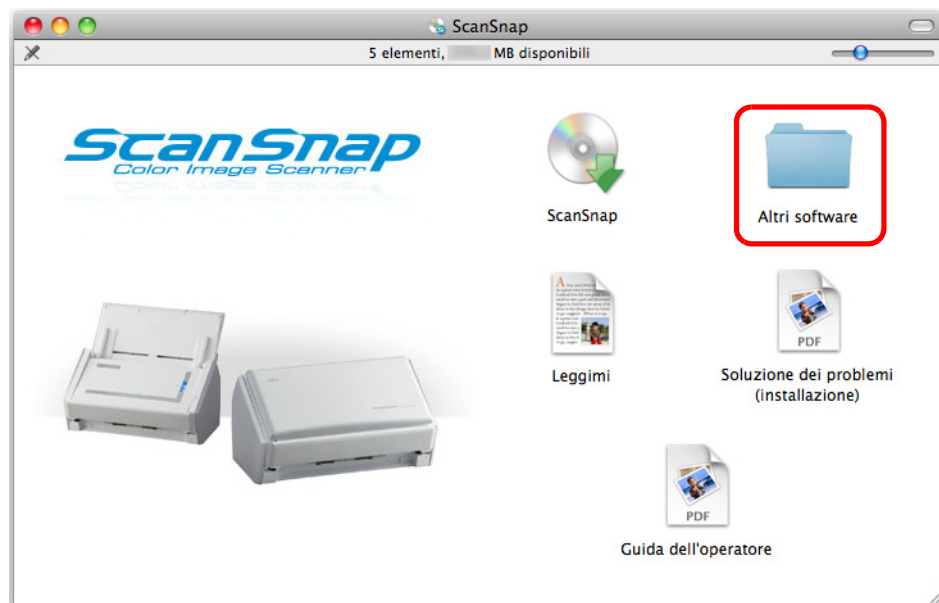 ScanSnap
5 elementi, MB disponibili
ScanSnap
Color Image Scanner
ScanSnap
Altri software
Leggimi
PDF
Soluzione dei problemi
(installazione)
PDF
Guida dell'operatore